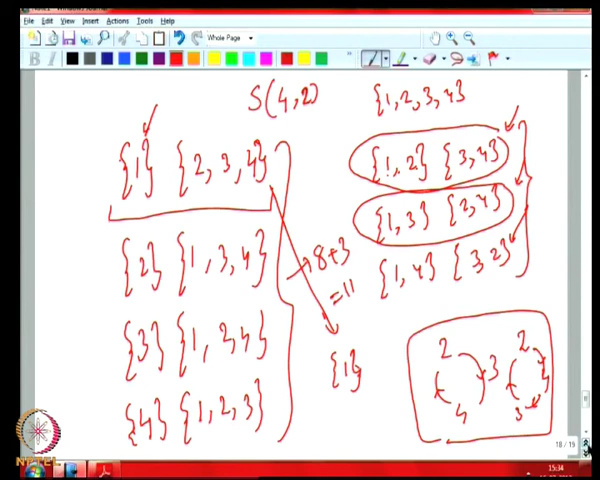 File Edit View Insert Actions Tools Help
Whole Page
S(4,2) {1,2,3,4}
{1} {2,3,4}
{2} {1,3,4}
{3} {1,2,4}
{4} {1,2,3}
8+3
=11
{1}
{1,2} {3,4}
{1,3} {2,4}
{1,4} {3,2}
2 3 4
2 4 3
NPTEL
18 / 19
15:34